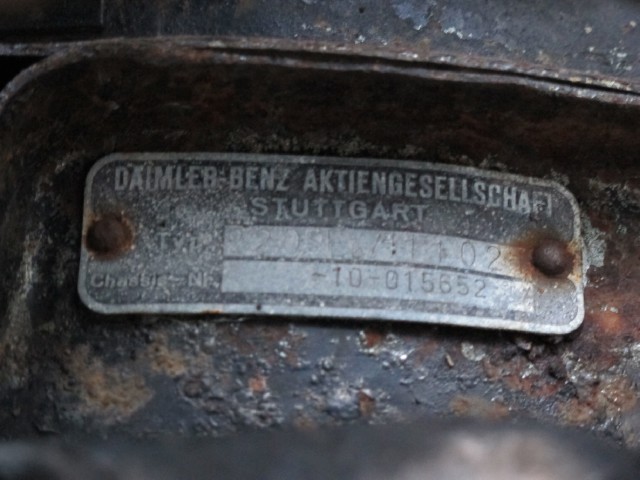 DAIMLER-BENZ AKTIENGESELLSCHAFT
STUTTGART
Typ
Chassis-Nr. -10-015652